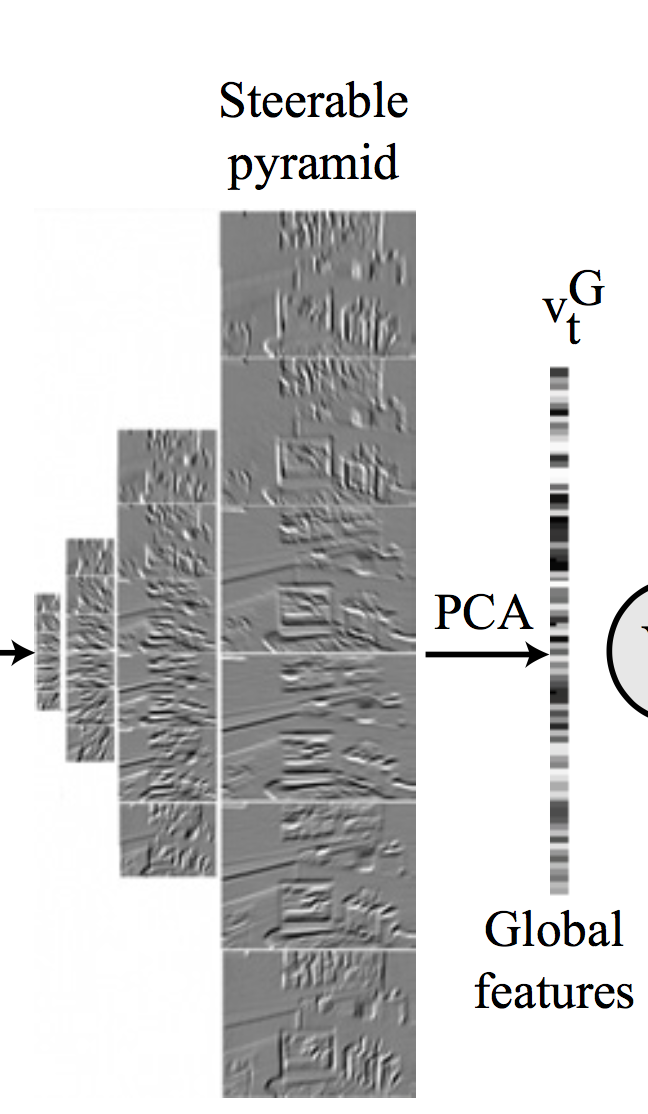 Steerable
pyramid
v_t^G
PCA
Global
features